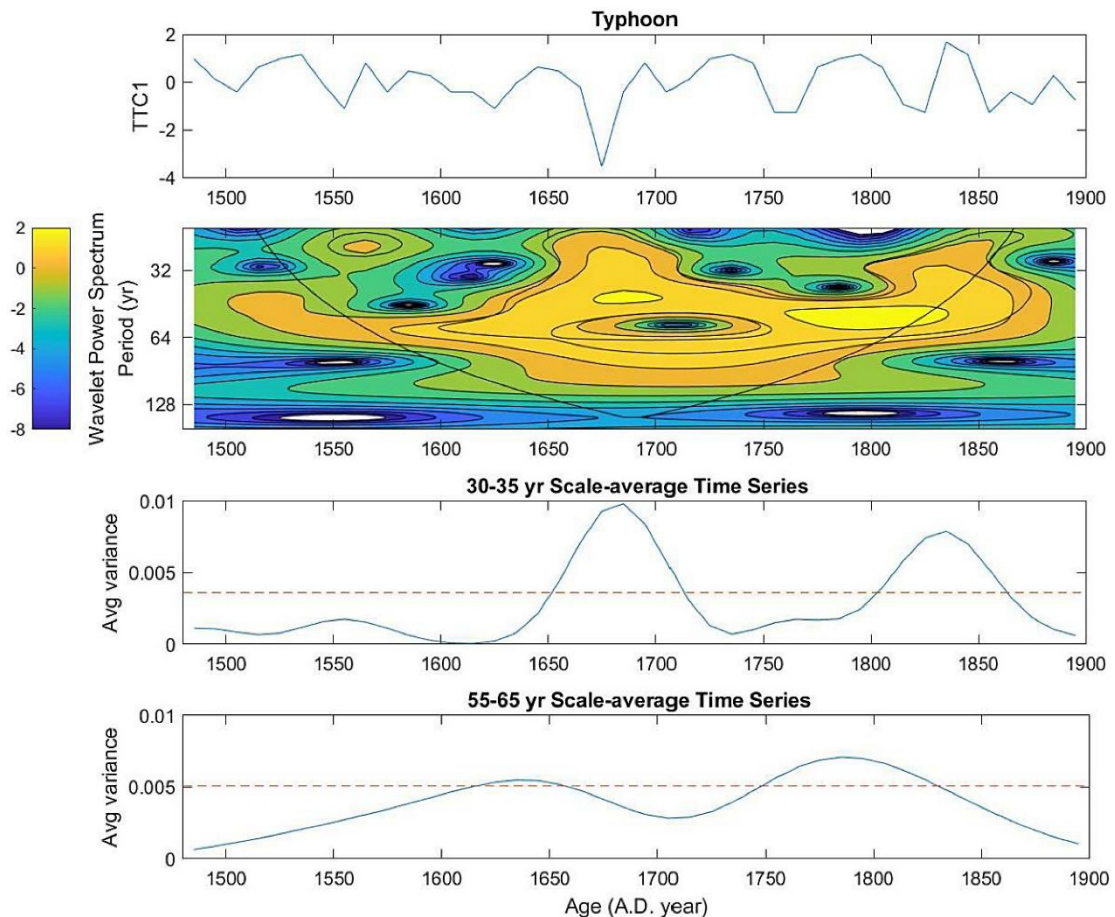 Typhoon
TTC1
2
0
-2
-4
1500 1550 1600 1650 1700 1750 1800 1850 1900
Wavelet Power Spectrum
2
0
-2
-4
-6
-8
Period (yr)
32
64
128
1500 1550 1600 1650 1700 1750 1800 1850 1900
30-35 yr Scale-average Time Series
Avg variance
0.01
0.005
0
1500 1550 1600 1650 1700 1750 1800 1850 1900
55-65 yr Scale-average Time Series
Avg variance
0.01
0.005
0
1500 1550 1600 1650 1700 1750 1800 1850 1900
Age (A.D. year)